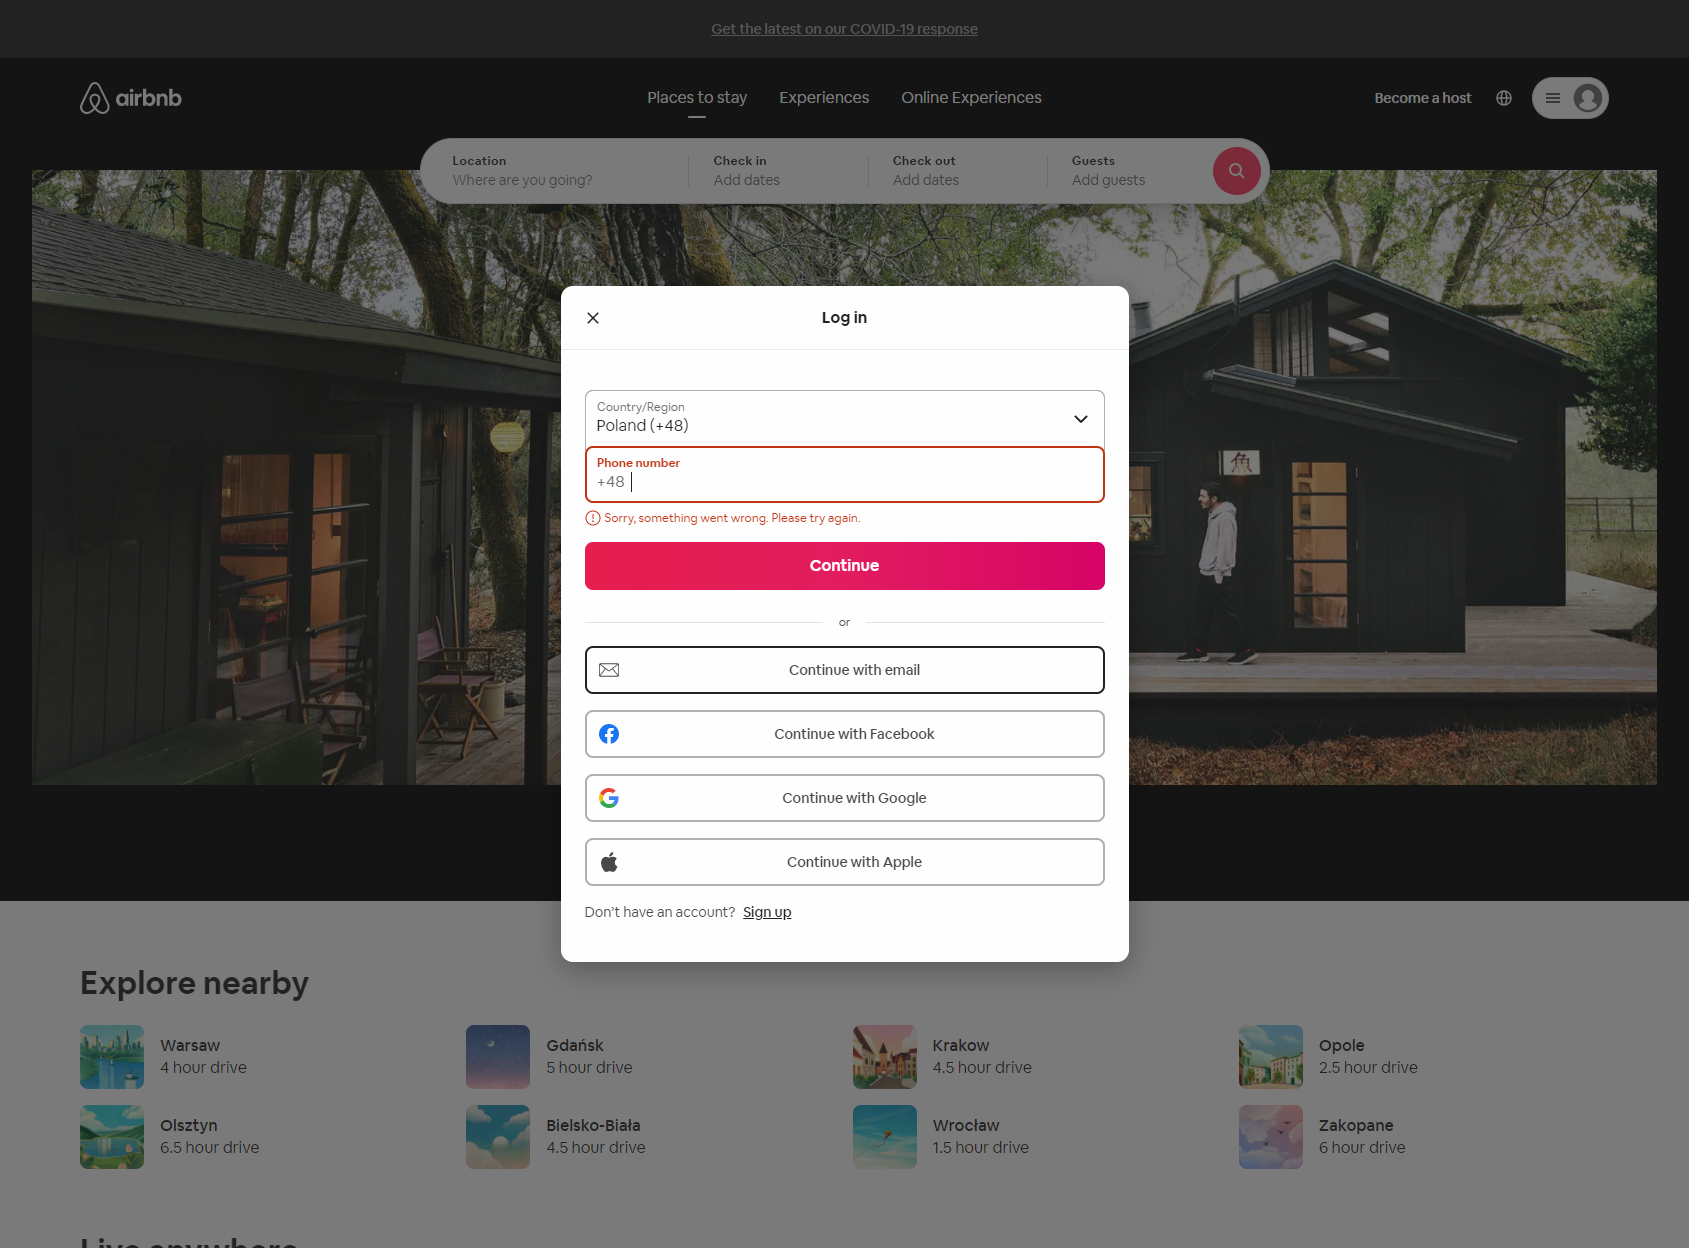 Get the latest on our COVID-19 response
airbnb
Places to stay
Experiences
Online Experiences
Become a host
Location
Where are you going?
Check in
Add dates
Check out
Add dates
Guests
Add guests
魚
Log in
Country/Region
Poland (+48)
Phone number
+48
Sorry, something went wrong. Please try again.
Continue
or
Continue with email
Continue with Facebook
Continue with Google
Continue with Apple
Don't have an account? Sign up
Explore nearby
Warsaw
4 hour drive
Gdańsk
5 hour drive
Krakow
4.5 hour drive
Opole
2.5 hour drive
Olsztyn
6.5 hour drive
Bielsko-Biała
4.5 hour drive
Wrocław
1.5 hour drive
Zakopane
6 hour drive
Live anywhere